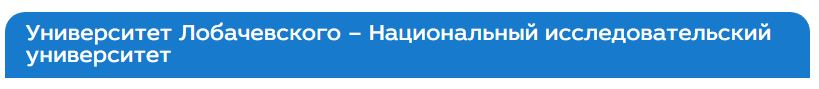 Университет Лобачевского – Национальный исследовательский
университет